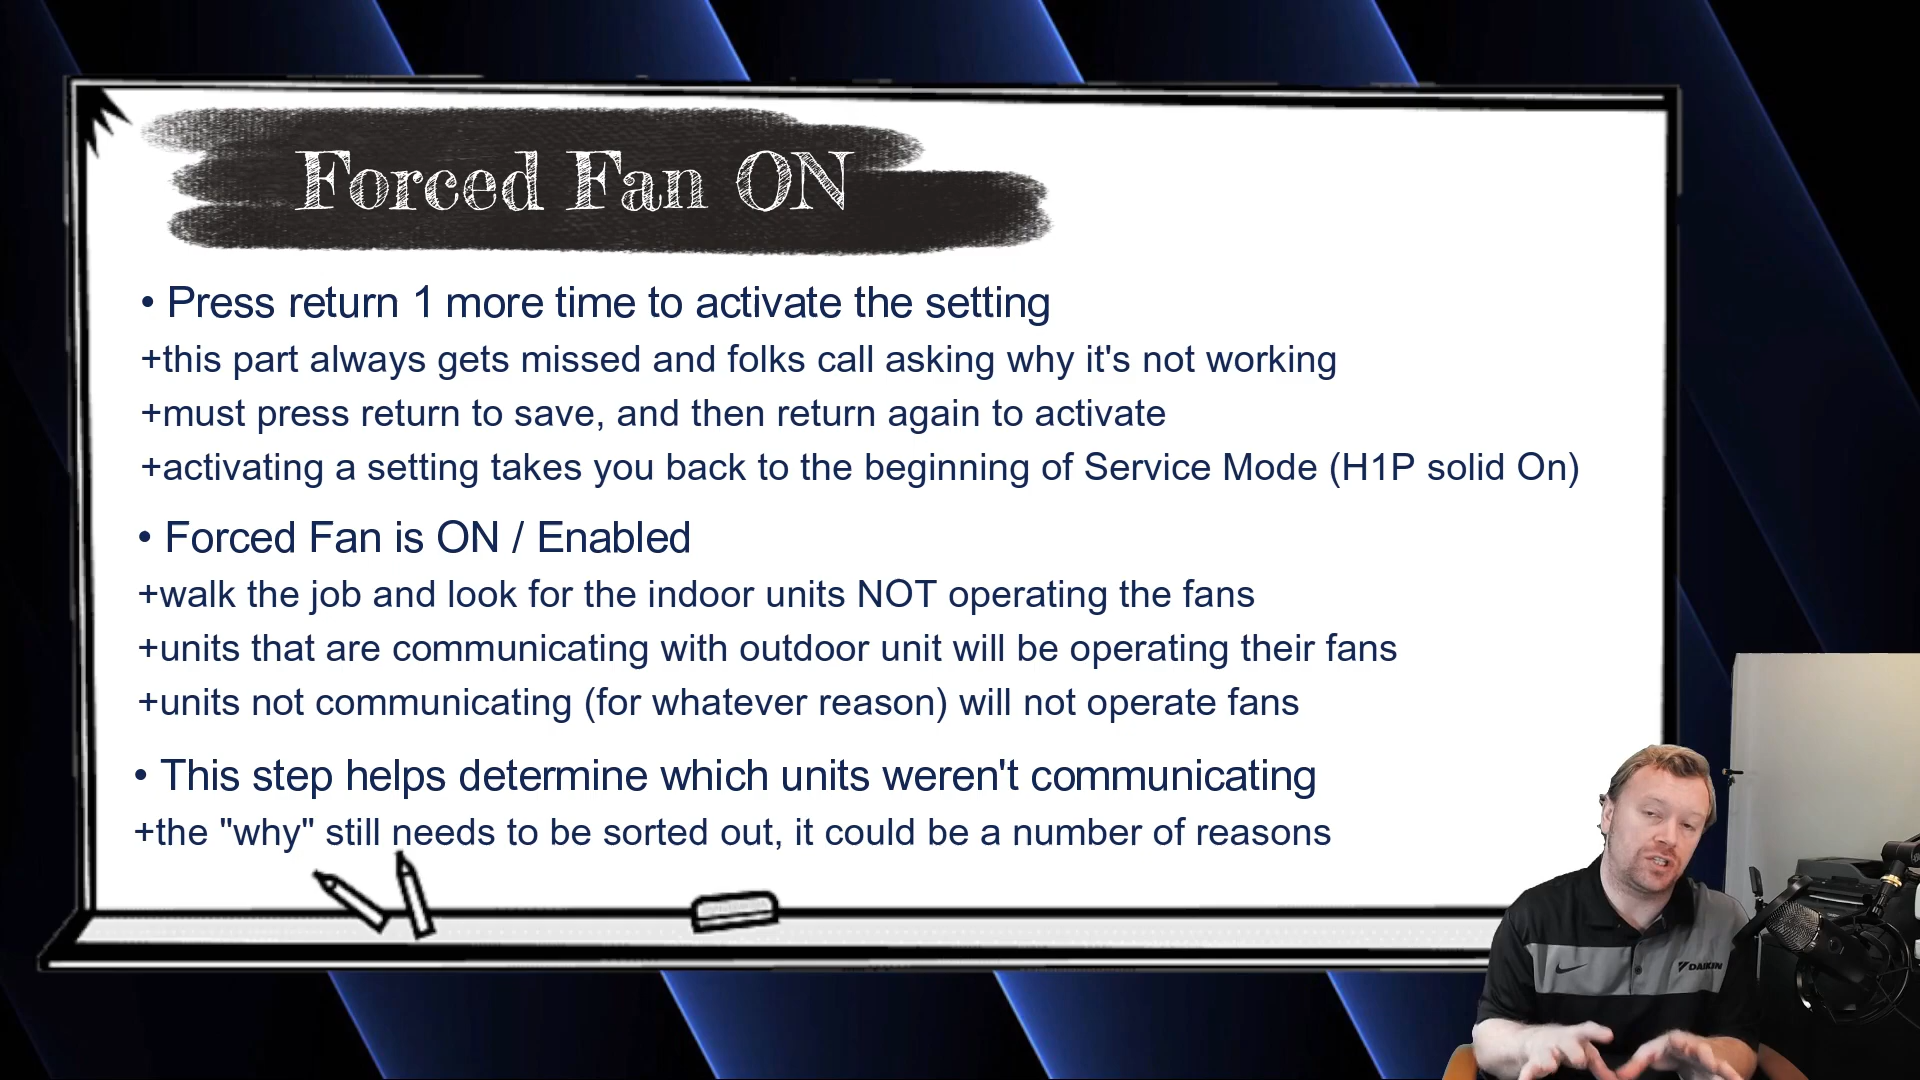 Forced Fan ON
• Press return 1 more time to activate the setting
+this part always gets missed and folks call asking why it's not working
+must press return to save, and then return again to activate
+activating a setting takes you back to the beginning of Service Mode (H1P solid On)
• Forced Fan is ON / Enabled
+walk the job and look for the indoor units NOT operating the fans
+units that are communicating with outdoor unit will be operating their fans
+units not communicating (for whatever reason) will not operate fans
• This step helps determine which units weren't communicating
+the "why" still needs to be sorted out, it could be a number of reasons
DAIKIN